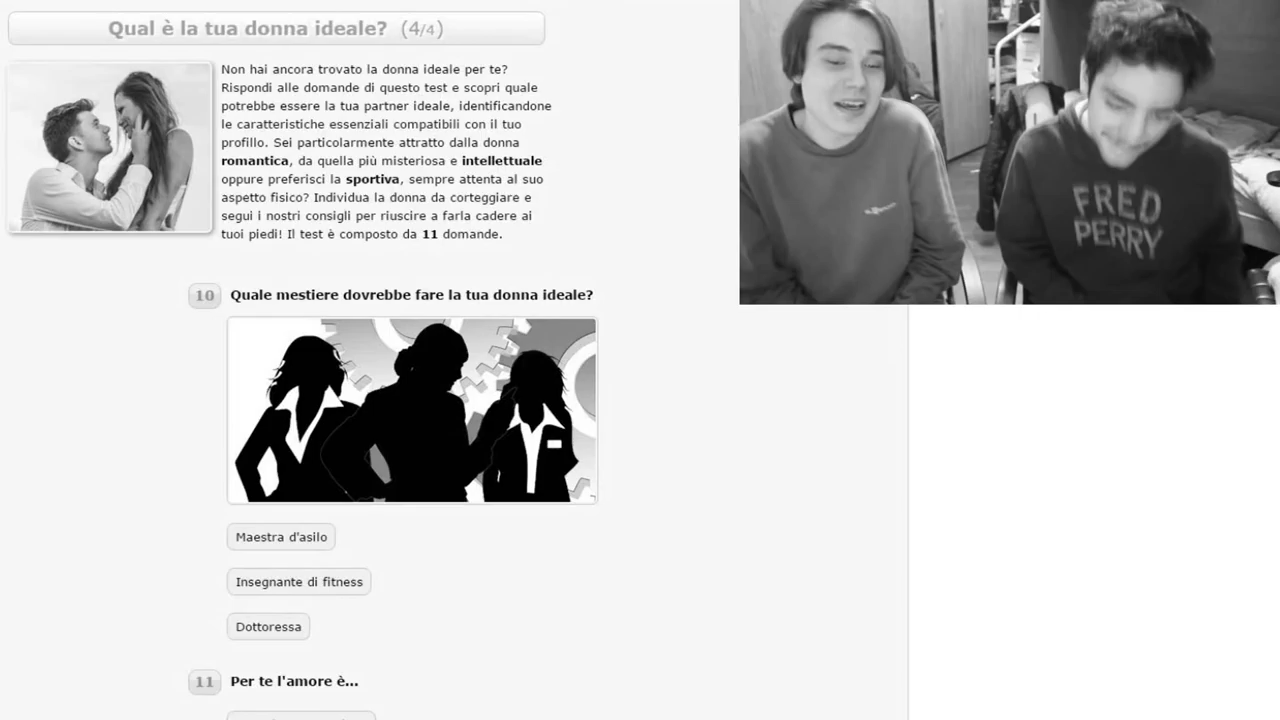 Qual è la tua donna ideale? (4/4)
Non hai ancora trovato la donna ideale per te?
Rispondi alle domande di questo test e scopri quale
potrebbe essere la tua partner ideale, identificandone
le caratteristiche essenziali compatibili con il tuo
profillo. Sei particolarmente attratto dalla donna
romantica, da quella più misteriosa e intellettuale
oppure preferisci la sportiva, sempre attenta al suo
aspetto fisico? Individua la donna da corteggiare e
segui i nostri consigli per riuscire a farla cadere ai
tuoi piedi! Il test è composto da 11 domande.
FRED
PERRY
10 Quale mestiere dovrebbe fare la tua donna ideale?
Maestra d'asilo
Insegnante di fitness
Dottoressa
11 Per te l'amore è...